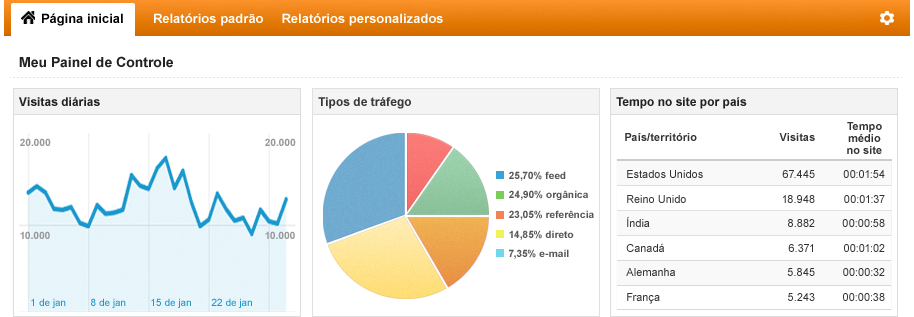 Página inicial Relatórios padrão Relatórios personalizados
Meu Painel de Controle
Visitas diárias
20.000 20.000
10.000 10.000
1 de jan 8 de jan 15 de jan 22 de jan
Tipos de tráfego
25,70% feed
24,90% orgânica
23,05% referência
14,85% direto
7,35% e-mail
Tempo no site por país
País/território Visitas Tempo
médio
no site
Estados Unidos 67.445 00:01:54
Reino Unido 18.948 00:01:37
Índia 8.882 00:00:58
Canadá 6.371 00:01:02
Alemanha 5.845 00:00:32
França 5.243 00:00:38